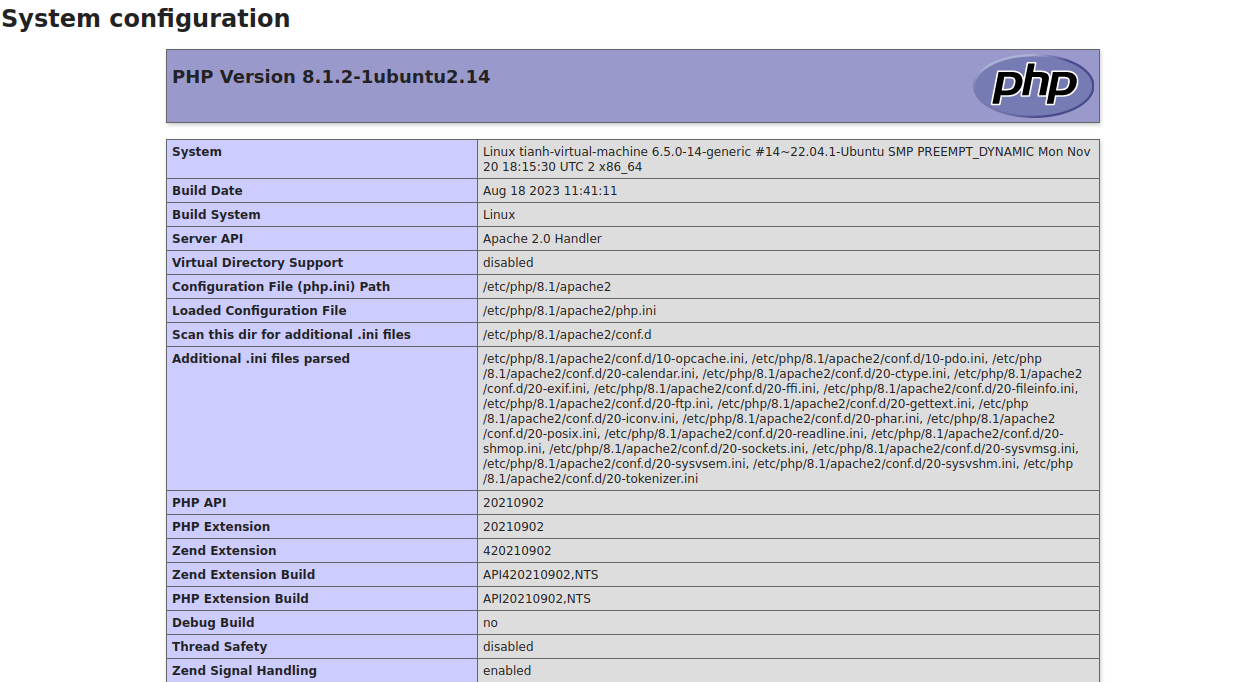 System configuration
PHP Version 8.1.2-1ubuntu2.14
php
System
Linux tianh-virtual-machine 6.5.0-14-generic #14~22.04.1-Ubuntu SMP PREEMPT_DYNAMIC Mon Nov
20 18:15:30 UTC 2 x86_64
Build Date
Aug 18 2023 11:41:11
Build System
Linux
Server API
Apache 2.0 Handler
Virtual Directory Support
disabled
Configuration File (php.ini) Path
/etc/php/8.1/apache2
Loaded Configuration File
/etc/php/8.1/apache2/php.ini
Scan this dir for additional .ini files
/etc/php/8.1/apache2/conf.d
Additional .ini files parsed
/etc/php/8.1/apache2/conf.d/10-opcache.ini, /etc/php/8.1/apache2/conf.d/10-pdo.ini, /etc/php
/8.1/apache2/conf.d/20-calendar.ini, /etc/php/8.1/apache2/conf.d/20-ctype.ini, /etc/php/8.1/apache2
/conf.d/20-exif.ini, /etc/php/8.1/apache2/conf.d/20-ffi.ini, /etc/php/8.1/apache2/conf.d/20-fileinfo.ini,
/etc/php/8.1/apache2/conf.d/20-ftp.ini, /etc/php/8.1/apache2/conf.d/20-gettext.ini, /etc/php
/8.1/apache2/conf.d/20-iconv.ini, /etc/php/8.1/apache2/conf.d/20-phar.ini, /etc/php/8.1/apache2
/conf.d/20-posix.ini, /etc/php/8.1/apache2/conf.d/20-readline.ini, /etc/php/8.1/apache2/conf.d/20-
shmop.ini, /etc/php/8.1/apache2/conf.d/20-sockets.ini, /etc/php/8.1/apache2/conf.d/20-sysvmsg.ini,
/etc/php/8.1/apache2/conf.d/20-sysvsem.ini, /etc/php/8.1/apache2/conf.d/20-sysvshm.ini, /etc/php
/8.1/apache2/conf.d/20-tokenizer.ini
PHP API
20210902
PHP Extension
20210902
Zend Extension
420210902
Zend Extension Build
API420210902,NTS
PHP Extension Build
API20210902,NTS
Debug Build
no
Thread Safety
disabled
Zend Signal Handling
enabled